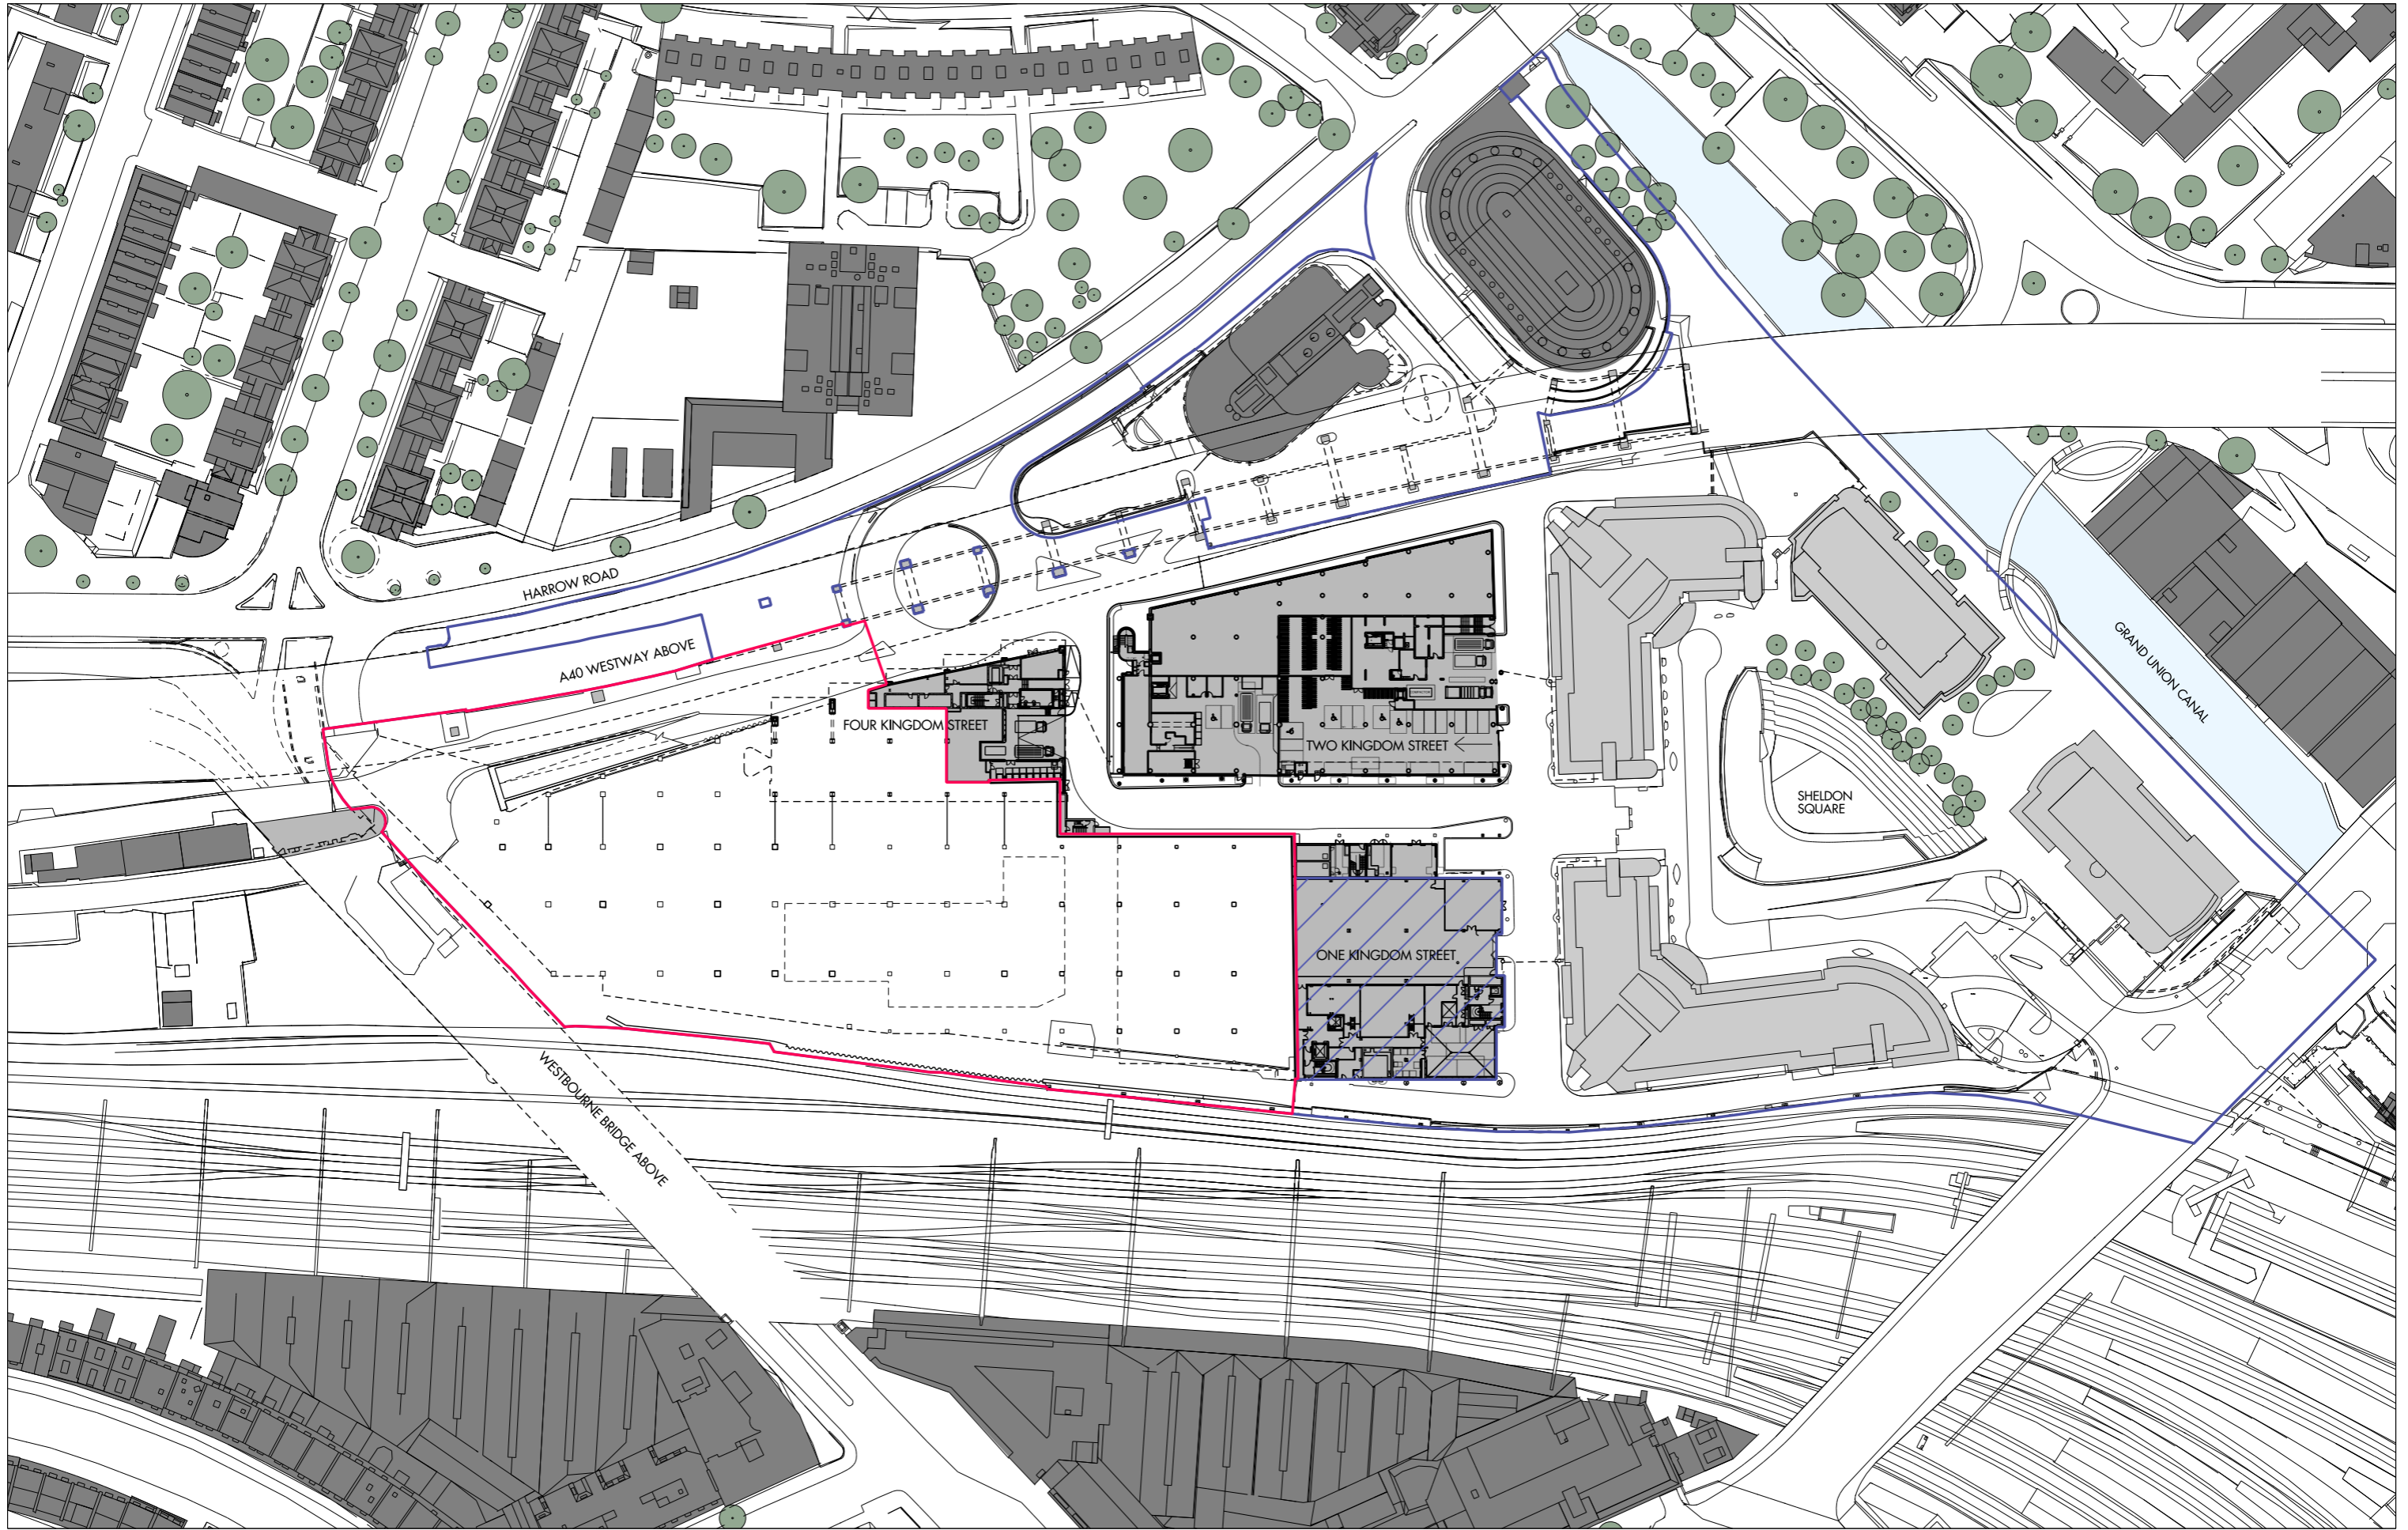 HARROW ROAD
A40 WESTWAY ABOVE
FOUR KINGDOM STREET
TWO KINGDOM STREET
GRAND UNION CANAL
SHELDON
SQUARE
ONE KINGDOM STREET
WESTBOURNE BRIDGE ABOVE